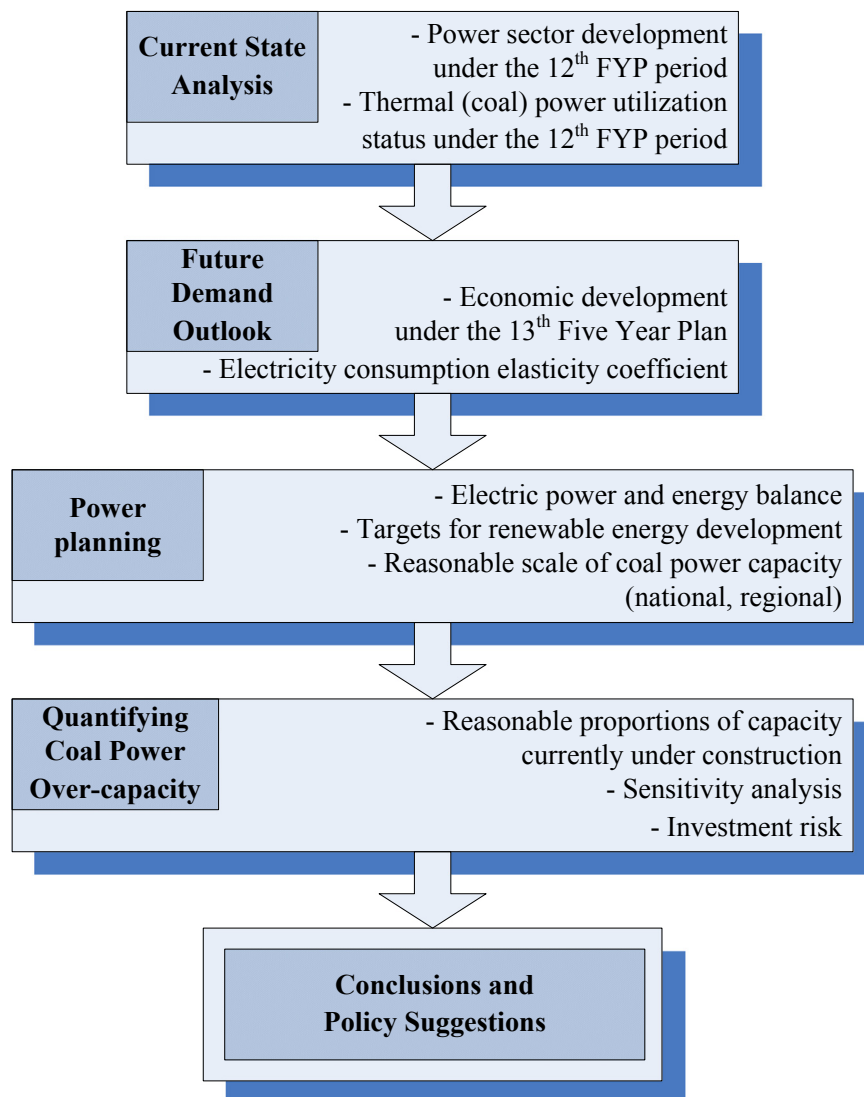 Current State
Analysis
- Power sector development
under the 12th FYP period
- Thermal (coal) power utilization
status under the 12th FYP period
Future
Demand
Outlook
- Economic development
under the 13th Five Year Plan
- Electricity consumption elasticity coefficient
Power
planning
- Electric power and energy balance
- Targets for renewable energy development
- Reasonable scale of coal power capacity
(national, regional)
Quantifying
Coal Power
Over-capacity
- Reasonable proportions of capacity
currently under construction
- Sensitivity analysis
- Investment risk
Conclusions and
Policy Suggestions